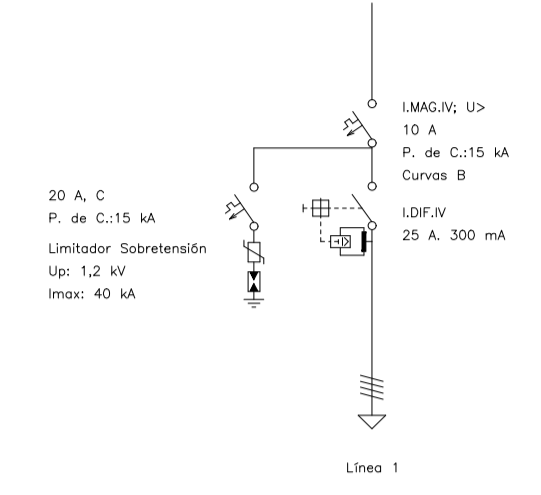 I.MAG.IV; U>
10 A
P. de C.:15 kA
Curvas B
20 A, C
P. de C.:15 kA
Limitador Sobretensión
Up: 1,2 kV
Imax: 40 kA
I.DIF.IV
25 A. 300 mA
Línea 1